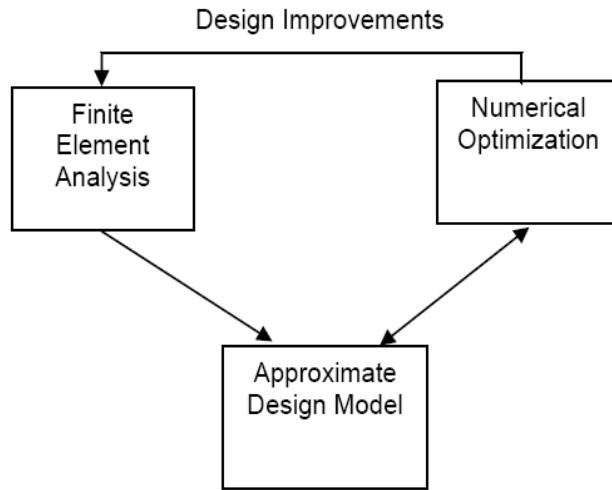 Design Improvements
Finite
Element
Analysis
Numerical
Optimization
Approximate
Design Model